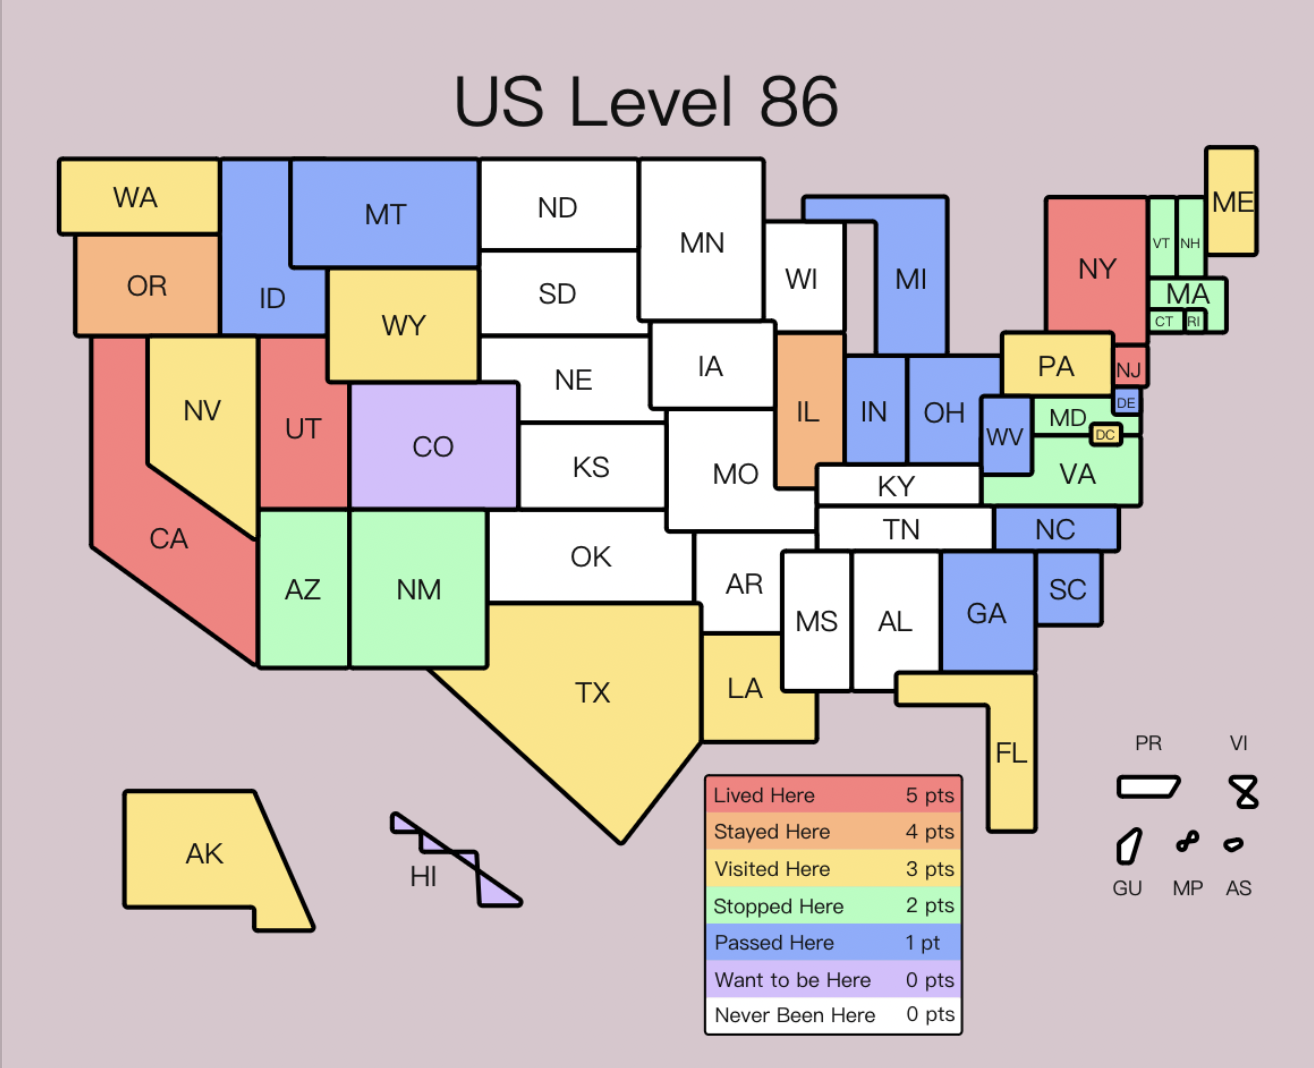 US Level 86
WA
MT
ND
MN
ME
OR
ID
WY
SD
WI
MI
NY
VT
NH
MA
CT
RI
NV
UT
CO
NE
IA
IL
IN
OH
PA
NJ
DE
MD
DC
WV
VA
KS
MO
KY
CA
AZ
NM
OK
AR
TN
NC
MS
AL
GA
SC
TX
LA
FL
AK
HI
PR
VI
GU
MP
AS
Lived Here 5 pts
Stayed Here 4 pts
Visited Here 3 pts
Stopped Here 2 pts
Passed Here 1 pt
Want to be Here 0 pts
Never Been Here 0 pts